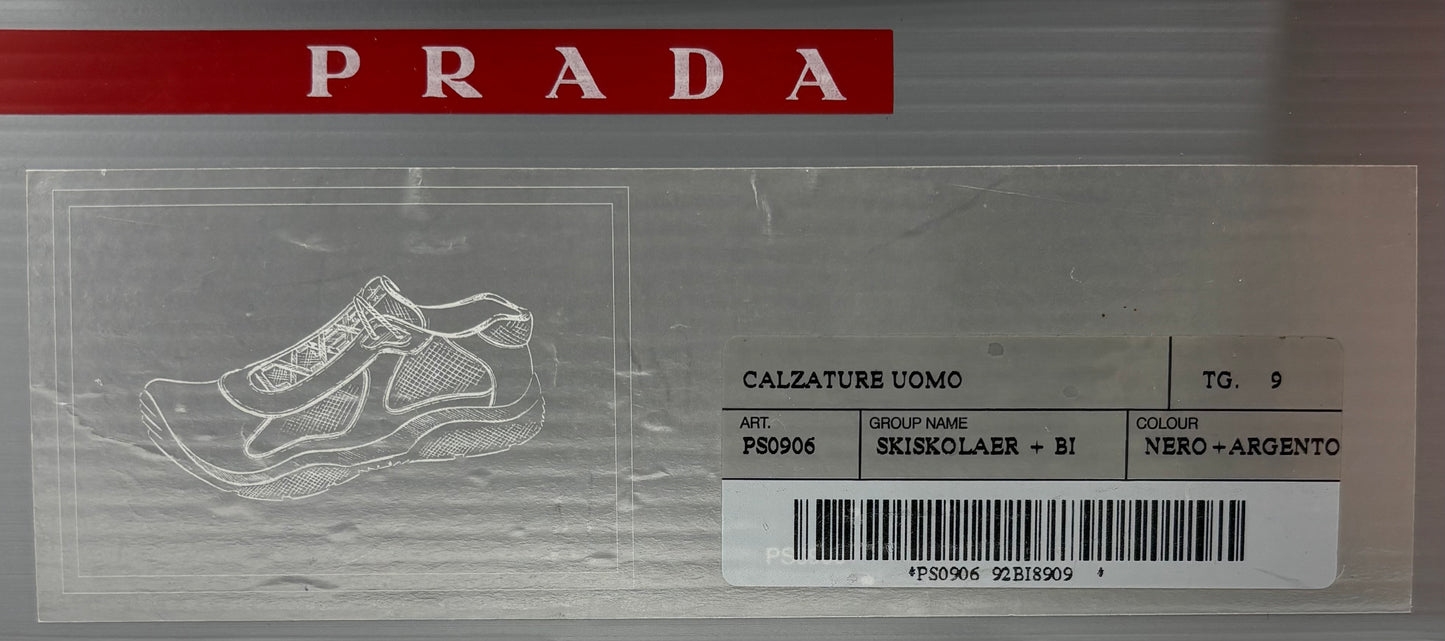 PRADA
CALZATURE UOMO TG. 9
ART. GROUP NAME COLOUR
PS0906 SKISKOLAER + BI NERO+ARGENTO
*PS0906 92BI8909 *